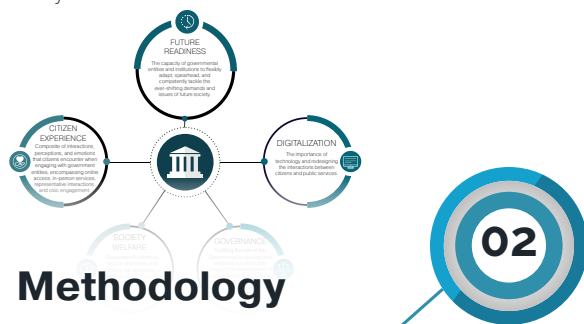 FUTURE
READINESS
The capacity of governmental
entities and institutions to flexibly
adapt, spearhead, and
competently tackle the
ever-shifting demands and
issues of future society.
CITIZEN
EXPERIENCE
Composite of interactions,
perceptions, and emotions
that citizens encounter when
engaging with government
entities, encompassing online
access, in-person services,
representative interactions,
and civic engagement.
DIGITALIZATION
The importance of
technology and redesigning
the interactions between
citizens and public services.
SOCIETY
WELFARE
GOVERNANCE
Methodology
02